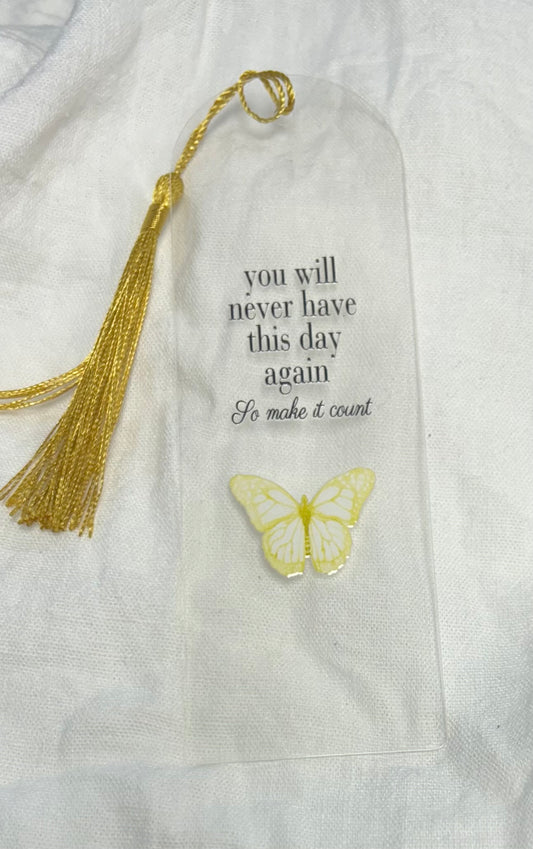 you will
never have
this day
again
So make it count